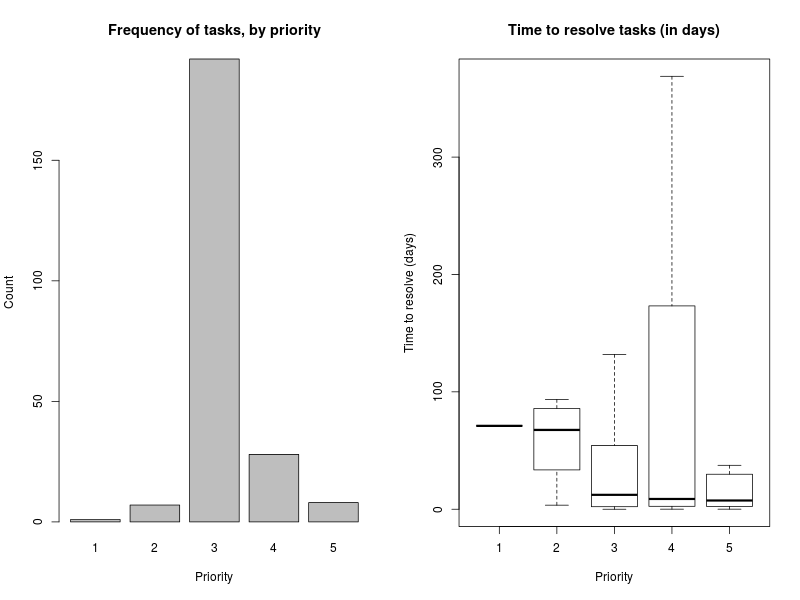 Frequency of tasks, by priority
Count
0
50
100
150
1 2 3 4 5
Priority
Time to resolve tasks (in days)
Time to resolve (days)
0
100
200
300
1 2 3 4 5
Priority